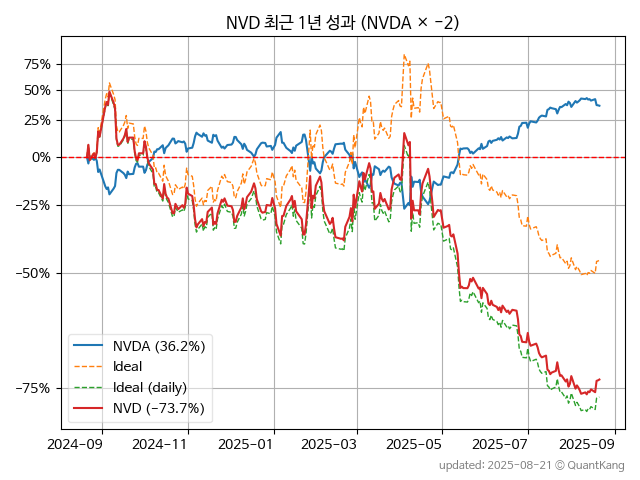 NVD 최근 1년 성과 (NVDA × −2)
75%
50%
25%
0%
−25%
−50%
−75%
NVDA (36.2%)
Ideal
Ideal (daily)
NVD (−73.7%)
2024−09
2024−11
2025−01
2025−03
2025−05
2025−07
2025−09
updated: 2025−08−21 © QuantKang